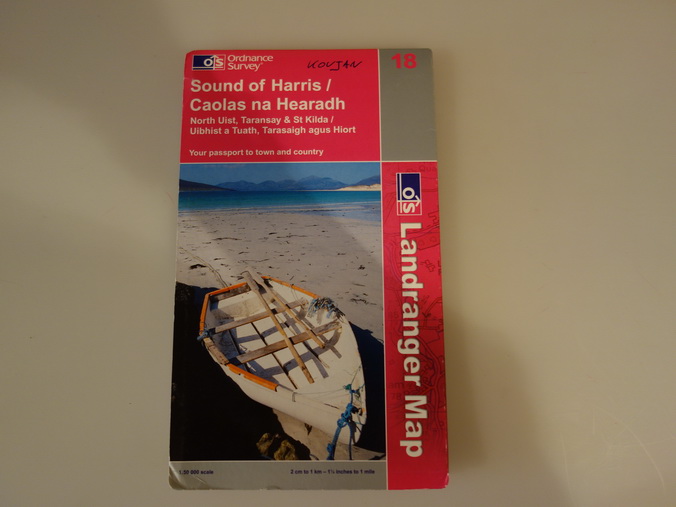 OS Ordnance
Survey®
KOUJAN
18
Sound of Harris /
Caolas na Hearadh
North Uist, Taransay & St Kilda /
Uibhist a Tuath, Tarasaigh agus Hiort
Your passport to town and country
OS Landranger Map
1:50 000 scale
2 cm to 1 km – 1¼ inches to 1 mile